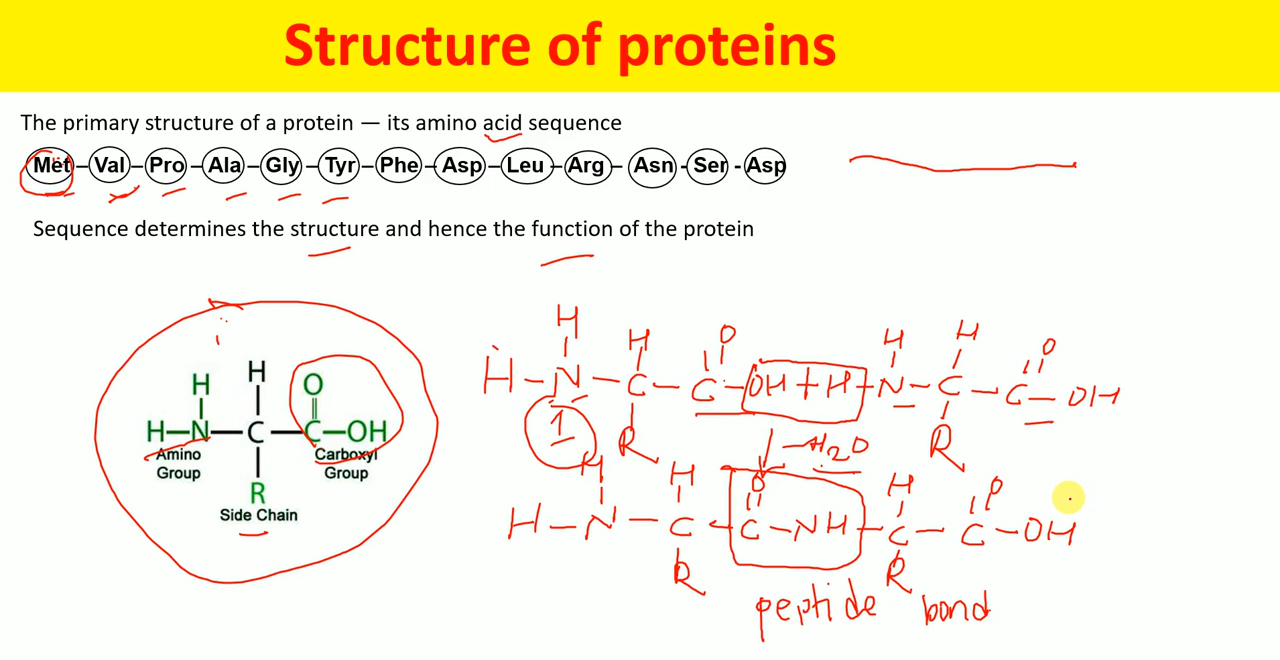 Structure of proteins
The primary structure of a protein — its amino acid sequence
Met–Val–Pro–Ala–Gly–Tyr–Phe–Asp–Leu–Arg–Asn-Ser-Asp
Sequence determines the structure and hence the function of the protein
H
H O
H–N–C–C–OH
Amino Group
Carboxyl Group
R
Side Chain
H H O H H O
H–N–C–C–OH + H–N–C–C–OH
1 R R
–H2O
H H O H O
H–N–C–C–NH–C–C–OH
R R
peptide bond